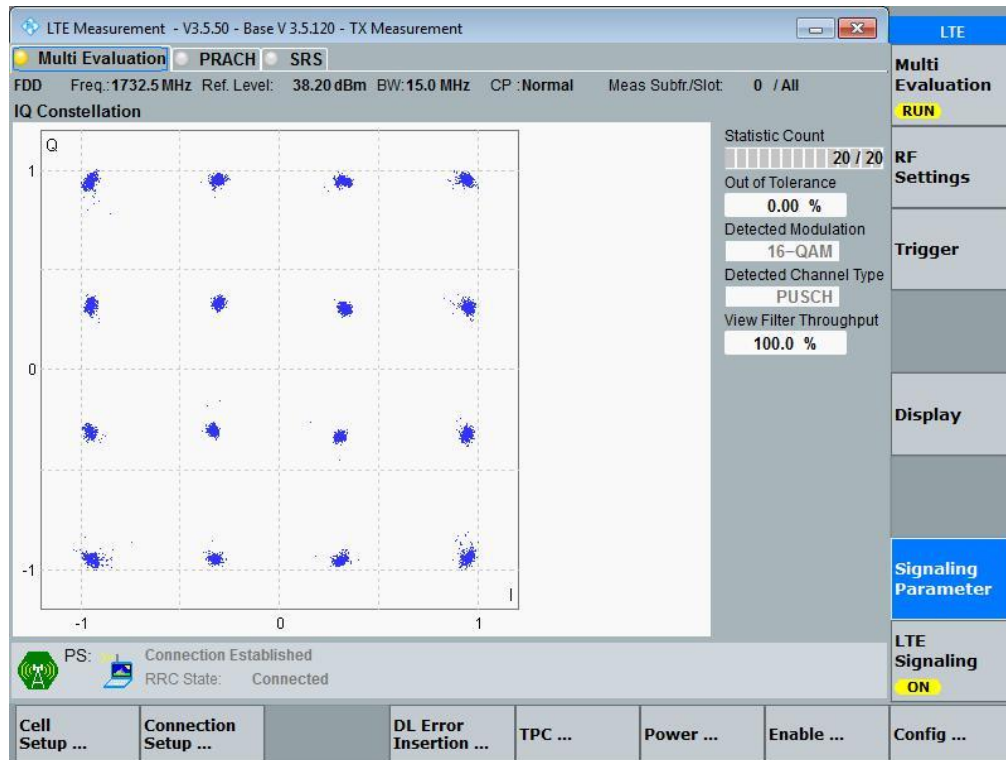 LTE Measurement - V3.5.50 - Base V 3.5.120 - TX Measurement
LTE
Multi Evaluation PRACH SRS
FDD Freq.:1732.5 MHz Ref. Level: 38.20 dBm BW:15.0 MHz CP :Normal Meas Subfr./Slot: 0 / All
IQ Constellation
Q
1
0
-1
I
-1 0 1
Statistic Count
20 / 20
Out of Tolerance
0.00 %
Detected Modulation
16-QAM
Detected Channel Type
PUSCH
View Filter Throughput
100.0 %
Multi
Evaluation
RUN
RF
Settings
Trigger
Display
Signaling
Parameter
LTE
Signaling
ON
PS: Connection Established
RRC State: Connected
Cell
Setup ...
Connection
Setup ...
DL Error
Insertion ...
TPC ...
Power ...
Enable ...
Config ...